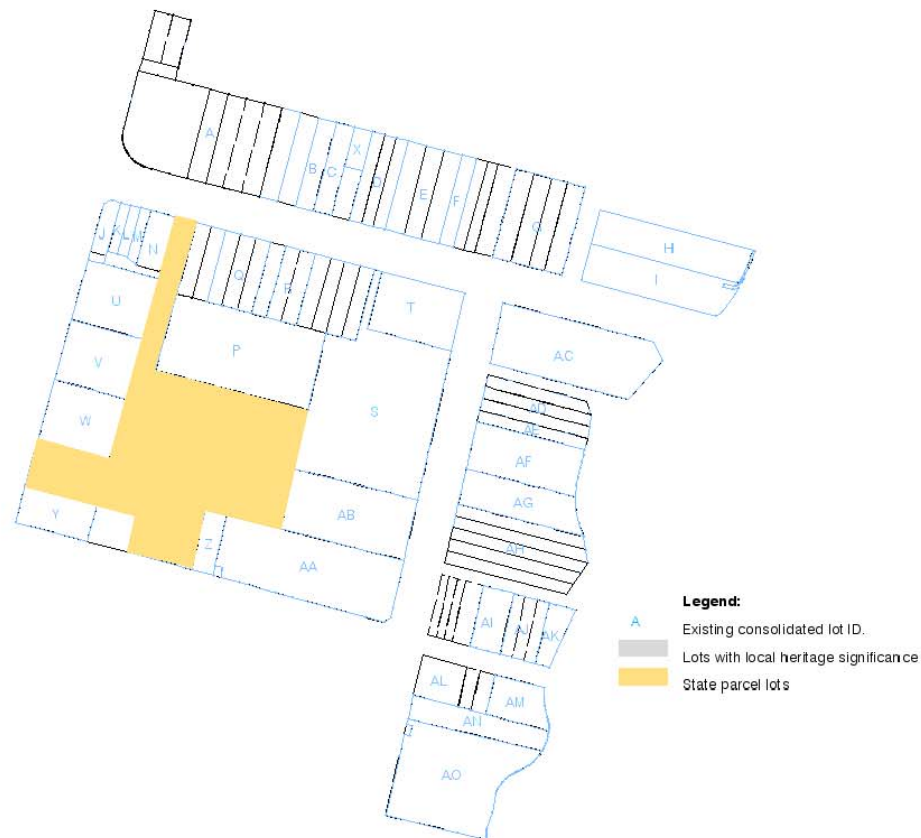 A
B
C
X
D
E
F
G
H
I
J
K
L
M
N
Q
R
T
U
P
V
S
W
AC
AD
AE
AF
AG
Y
Z
AB
AA
AH
AI
AJ
AK
AL
AM
AN
AO
Legend:
A Existing consolidated lot ID.
Lots with local heritage significance
State parcel lots